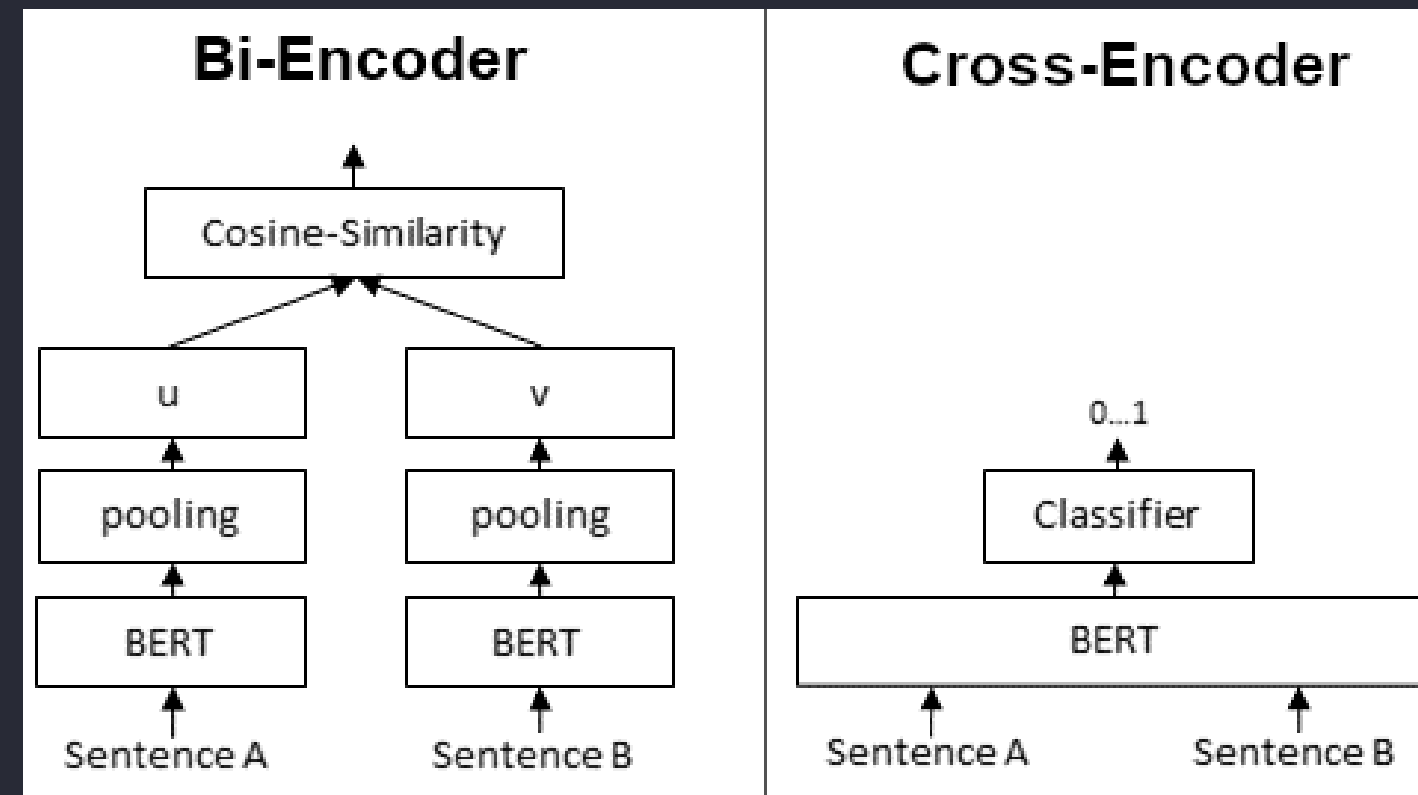 Bi-Encoder
Cosine-Similarity
u
v
pooling
pooling
BERT
BERT
Sentence A
Sentence B
Cross-Encoder
0...1
Classifier
BERT
Sentence A
Sentence B